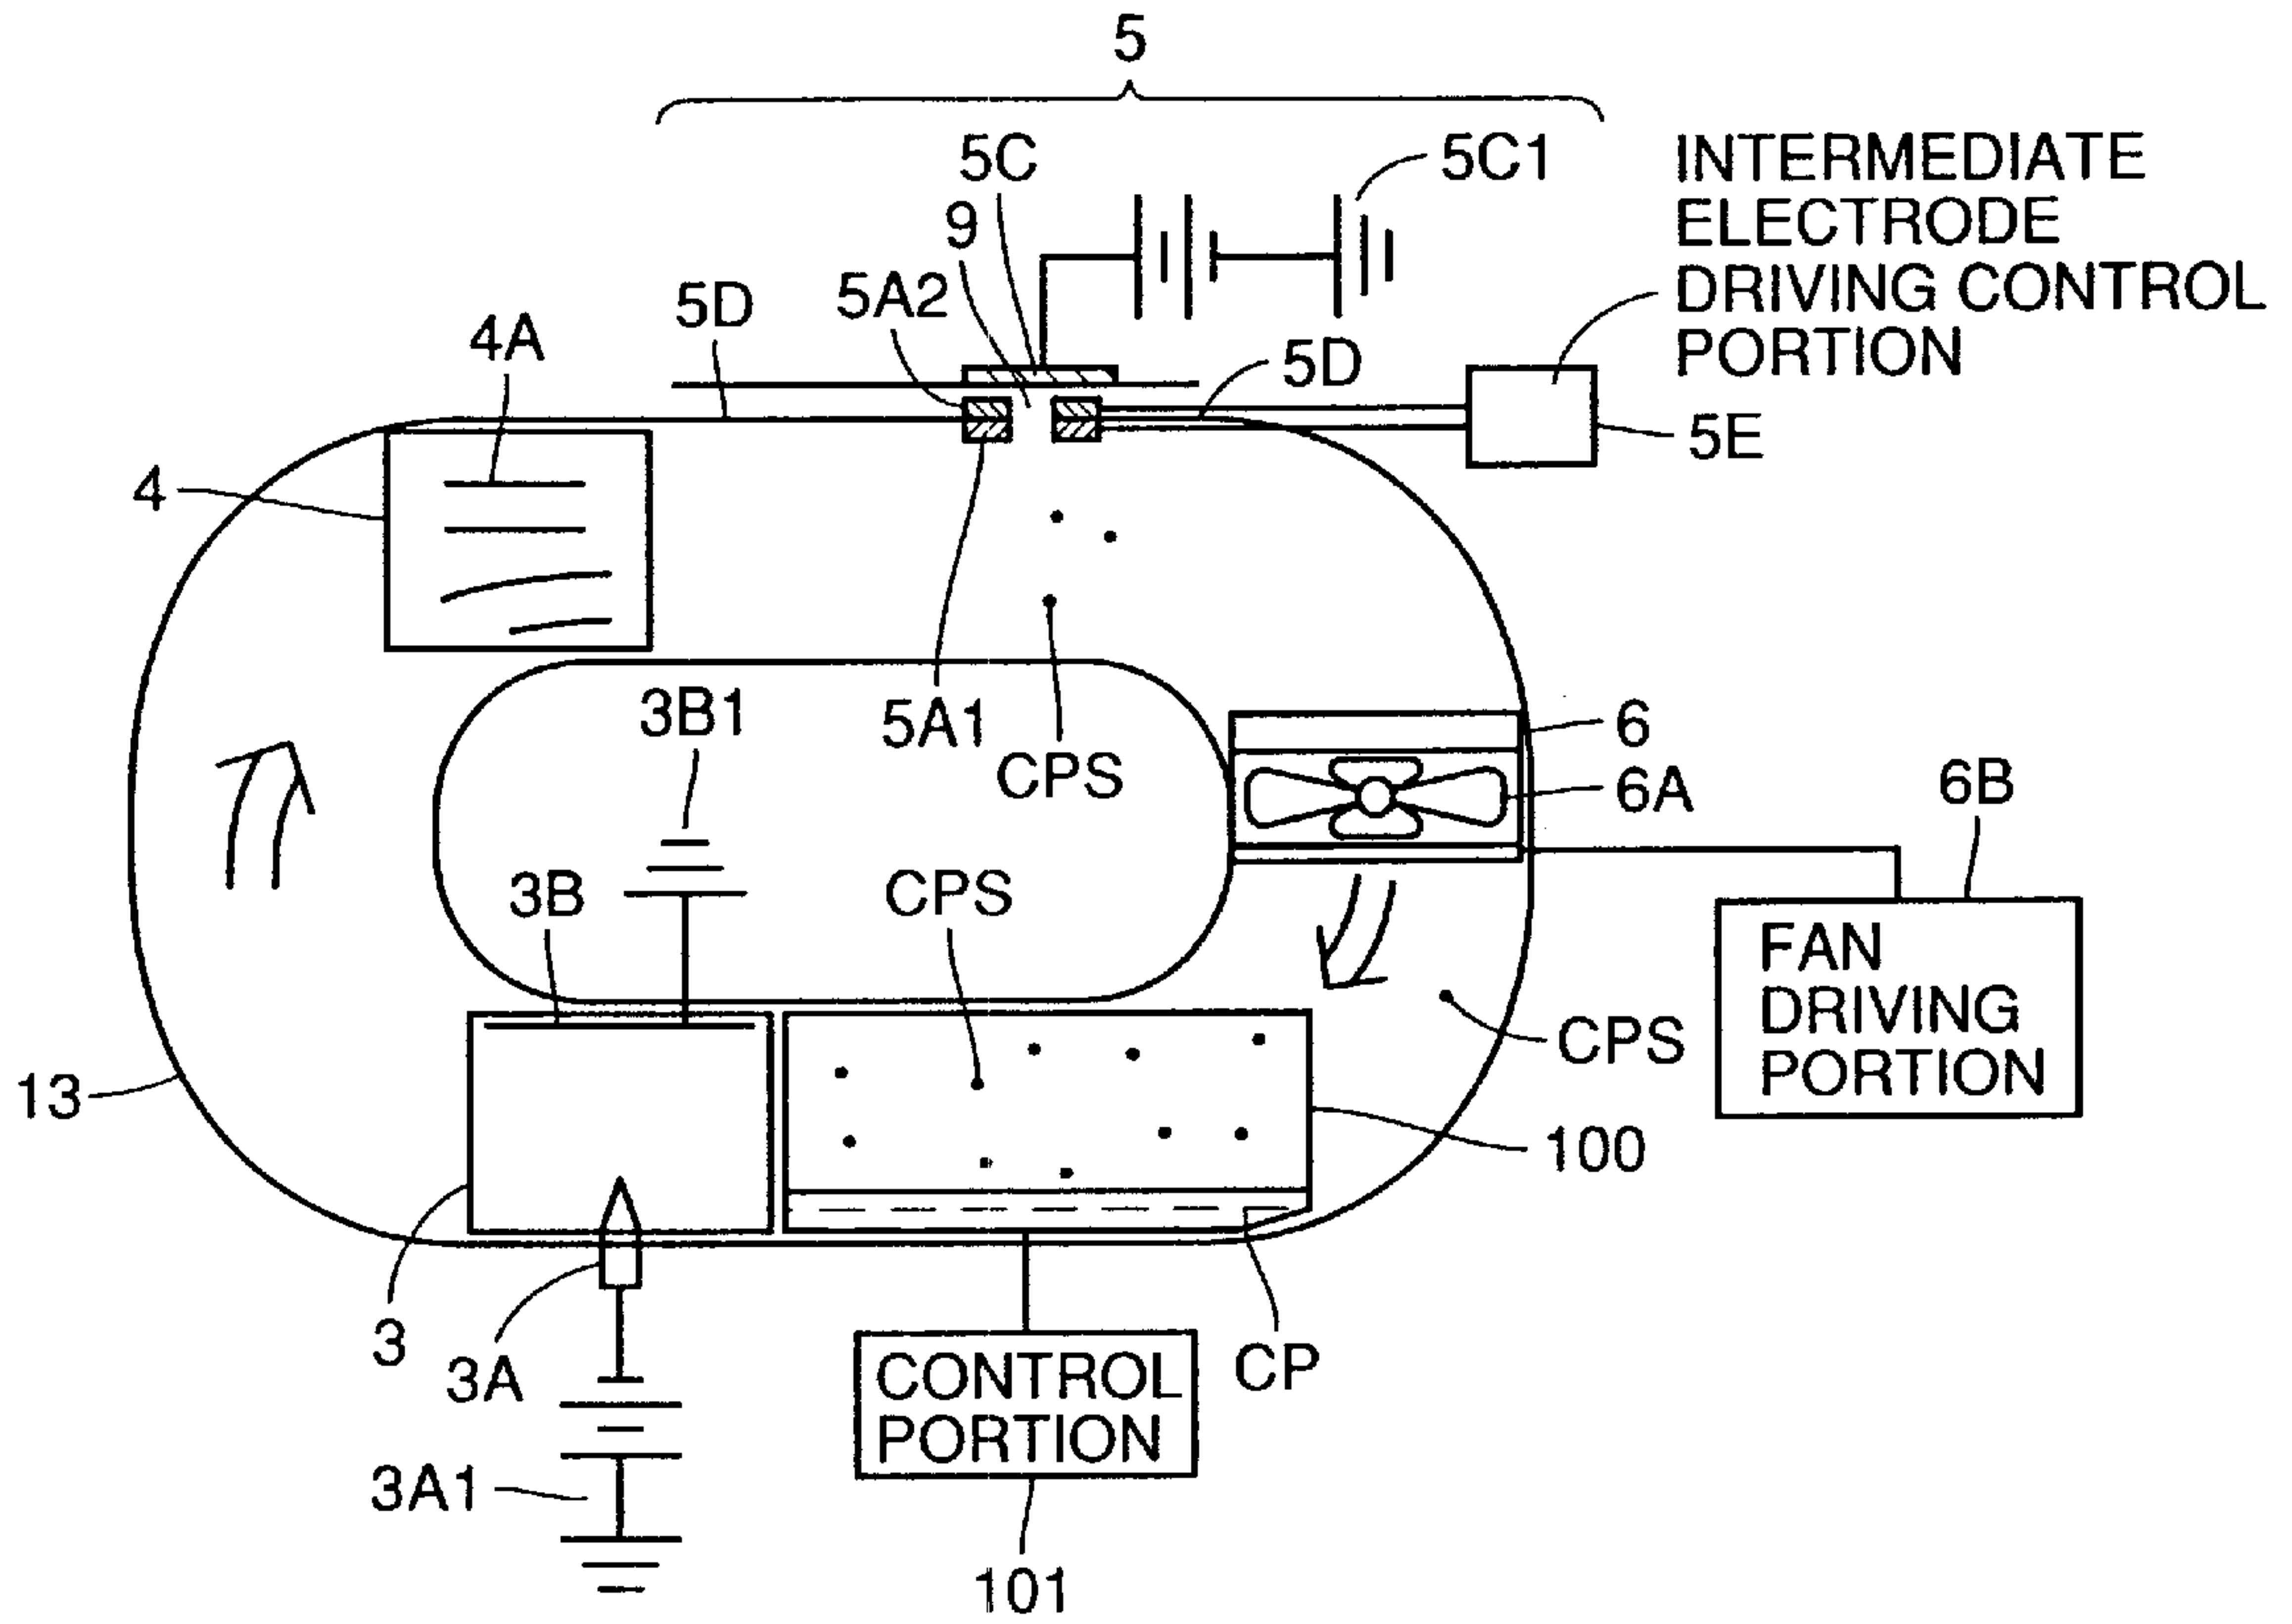 5
5C
5C1
INTERMEDIATE
ELECTRODE
DRIVING CONTROL
PORTION
9
5A2
5D
4A
5D
5E
4
3B1
5A1
CPS
6
6A
6B
3B
CPS
FAN
DRIVING
PORTION
CPS
13
100
3
3A
CONTROL
PORTION
CP
3A1
101